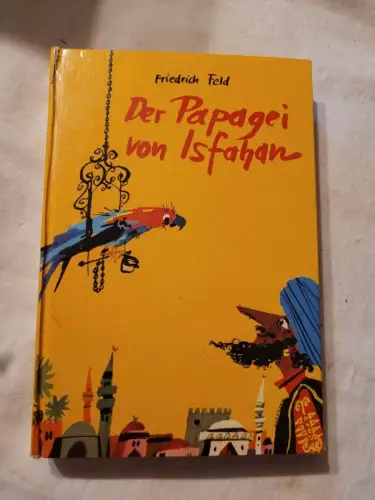 Friedrich Feld
Der Papagei
von Isfahan